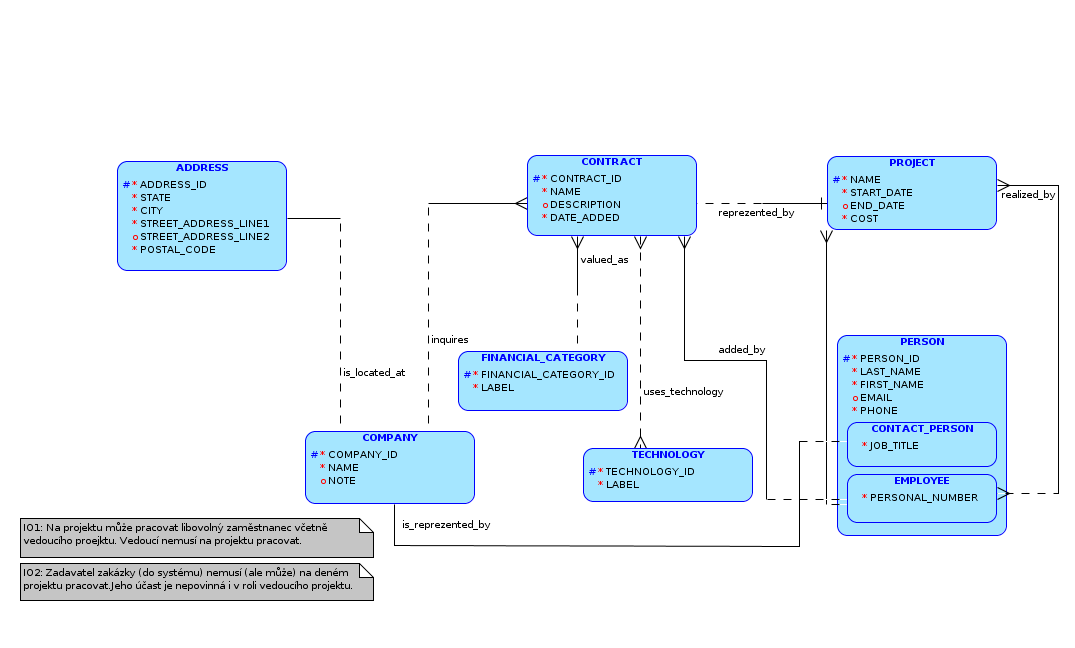 ADDRESS
#* ADDRESS_ID
* STATE
* CITY
* STREET_ADDRESS_LINE1
o STREET_ADDRESS_LINE2
* POSTAL_CODE
CONTRACT
#* CONTRACT_ID
* NAME
o DESCRIPTION
* DATE_ADDED
PROJECT
#* NAME
* START_DATE
o END_DATE
* COST
reprezented_by
realized_by
valued_as
inquires
is_located_at
added_by
uses_technology
FINANCIAL_CATEGORY
#* FINANCIAL_CATEGORY_ID
* LABEL
PERSON
#* PERSON_ID
* LAST_NAME
* FIRST_NAME
o EMAIL
* PHONE
CONTACT_PERSON
* JOB_TITLE
EMPLOYEE
* PERSONAL_NUMBER
COMPANY
#* COMPANY_ID
* NAME
o NOTE
TECHNOLOGY
#* TECHNOLOGY_ID
* LABEL
is_reprezented_by
IO1: Na projektu může pracovat libovolný zaměstnanec včetně
vedoucího proejktu. Vedoucí nemusí na projektu pracovat.
IO2: Zadavatel zakázky (do systému) nemusí (ale může) na deném
projektu pracovat.Jeho účast je nepovinná i v roli vedoucího projektu.